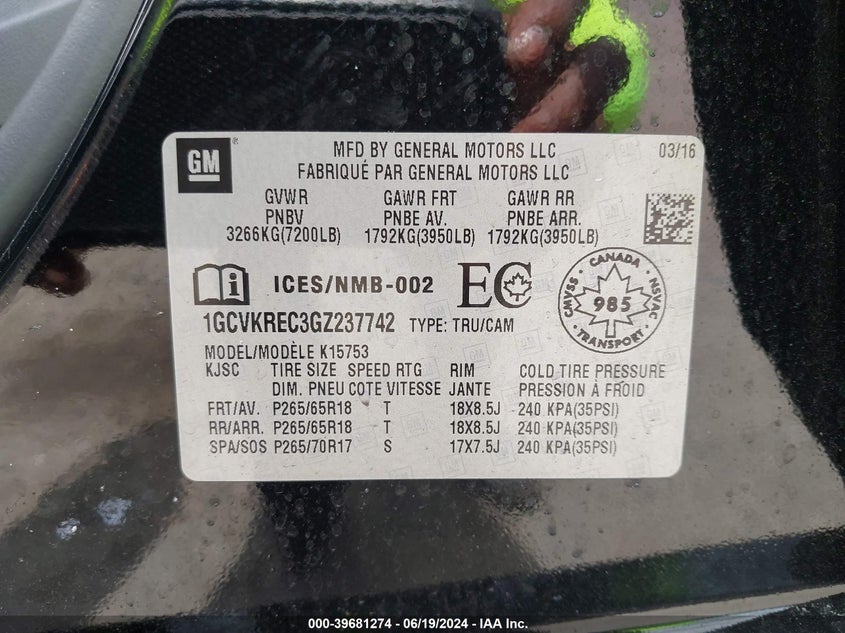 GM
MFD BY GENERAL MOTORS LLC
03/16
FABRIQUÉ PAR GENERAL MOTORS LLC
GVWR GAWR FRT GAWR RR
PNBV PNBE AV. PNBE ARR.
3266KG(7200LB) 1792KG(3950LB) 1792KG(3950LB)
i ICES/NMB-002 EC
CANADA
CMVSS 985 NSVAC
TRANSPORT
1GCVKREC3GZ237742 TYPE: TRU/CAM
MODEL/MODÈLE K15753
KJSC TIRE SIZE SPEED RTG RIM COLD TIRE PRESSURE
DIM. PNEU COTE VITESSE JANTE PRESSION À FROID
FRT/AV. P265/65R18 T 18X8.5J 240 KPA(35PSI)
RR/ARR. P265/65R18 T 18X8.5J 240 KPA(35PSI)
SPA/SOS P265/70R17 S 17X7.5J 240 KPA(35PSI)
000-39681274 - 06/19/2024 - IAA Inc.